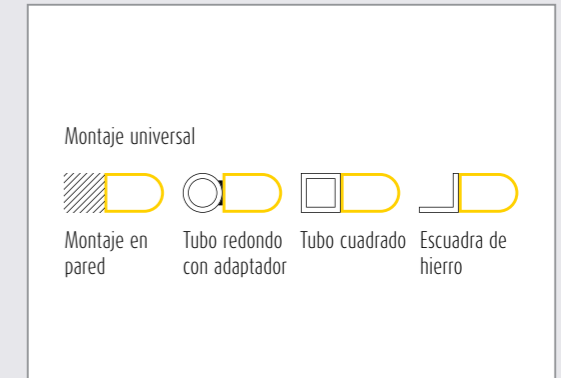 Montaje universal
Montaje en
pared
Tubo redondo
con adaptador
Tubo cuadrado
Escuadra de
hierro